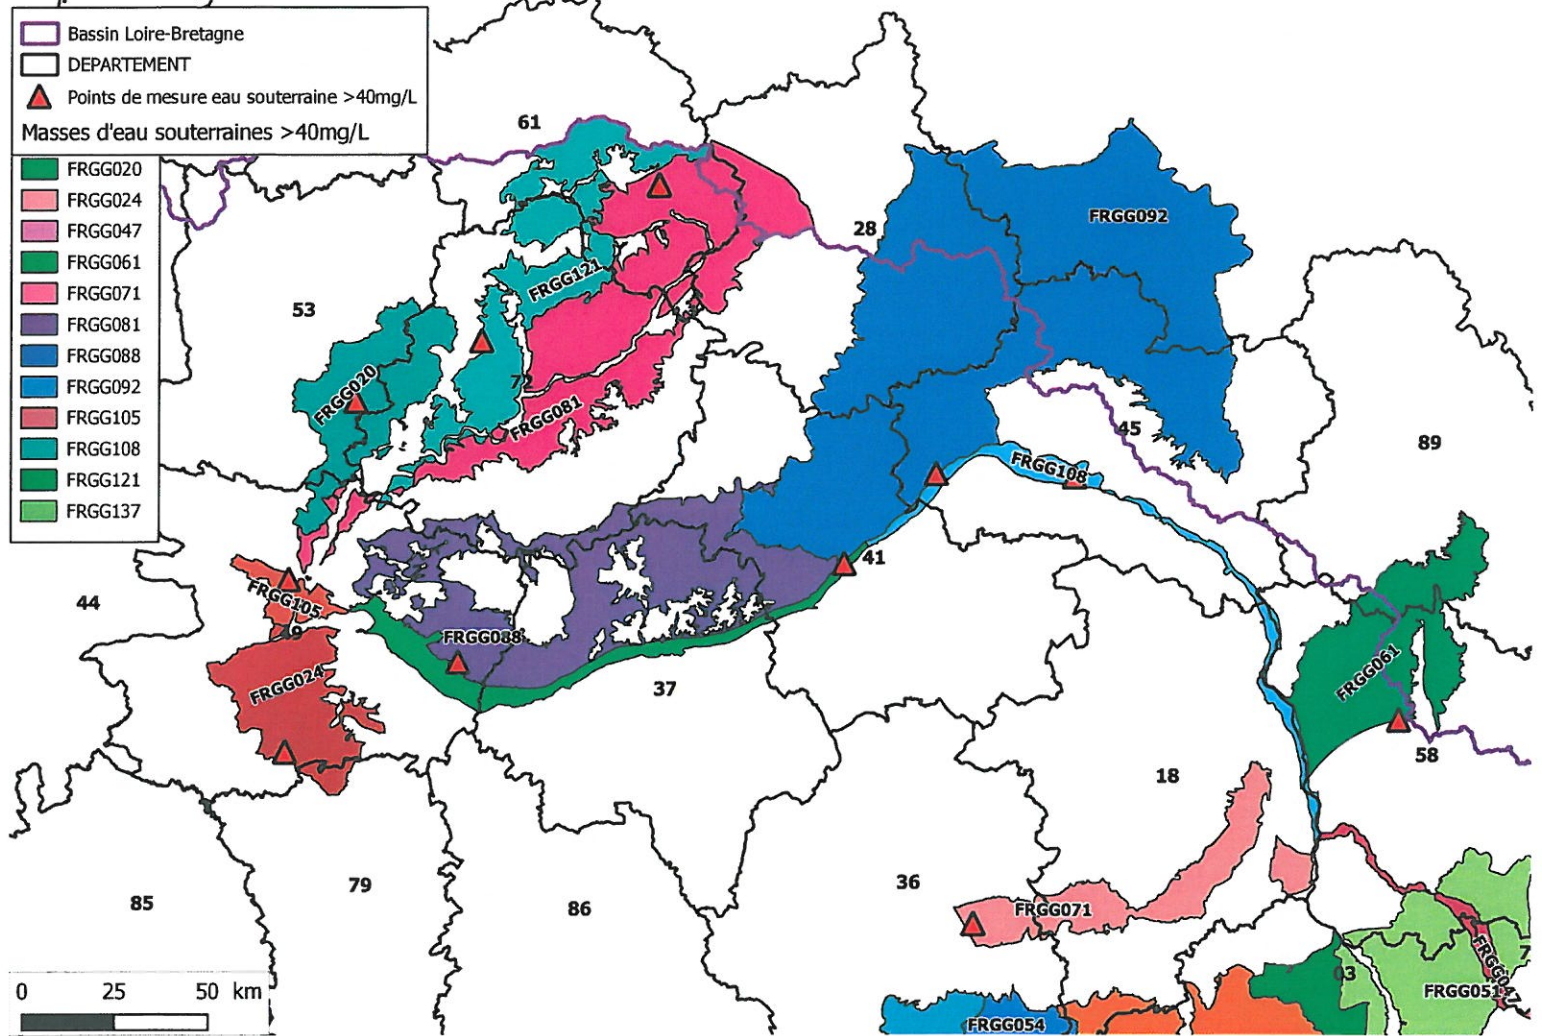 Bassin Loire-Bretagne
DEPARTEMENT
Points de mesure eau souterraine >40mg/L
Masses d'eau souterraines >40mg/L
FRGG020
FRGG024
FRGG047
FRGG061
FRGG071
FRGG081
FRGG088
FRGG092
FRGG105
FRGG108
FRGG121
FRGG137
61
28
FRGG092
FRGG121
53
72
FRGG020
FRGG081
45
89
FRGG108
41
44
FRGG105
FRGG088
FRGG024
37
FRGG061
58
18
36
FRGG071
85
79
86
03
FRGG047
FRGG051
FRGG054
0 25 50 km